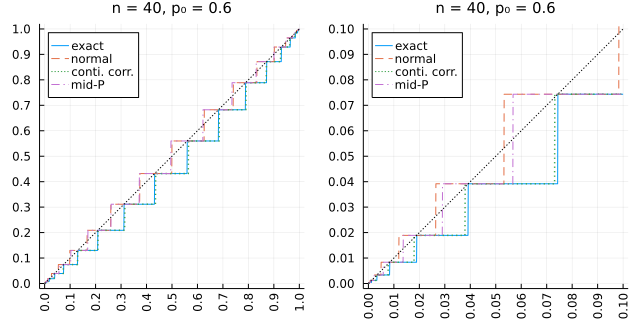 n = 40, p₀ = 0.6
1.0
0.9
0.8
0.7
0.6
0.5
0.4
0.3
0.2
0.1
0.0
exact
normal
conti. corr.
mid-P
0.0 0.1 0.2 0.3 0.4 0.5 0.6 0.7 0.8 0.9 1.0
n = 40, p₀ = 0.6
0.10
0.09
0.08
0.07
0.06
0.05
0.04
0.03
0.02
0.01
0.00
exact
normal
conti. corr.
mid-P
0.00 0.01 0.02 0.03 0.04 0.05 0.06 0.07 0.08 0.09 0.10